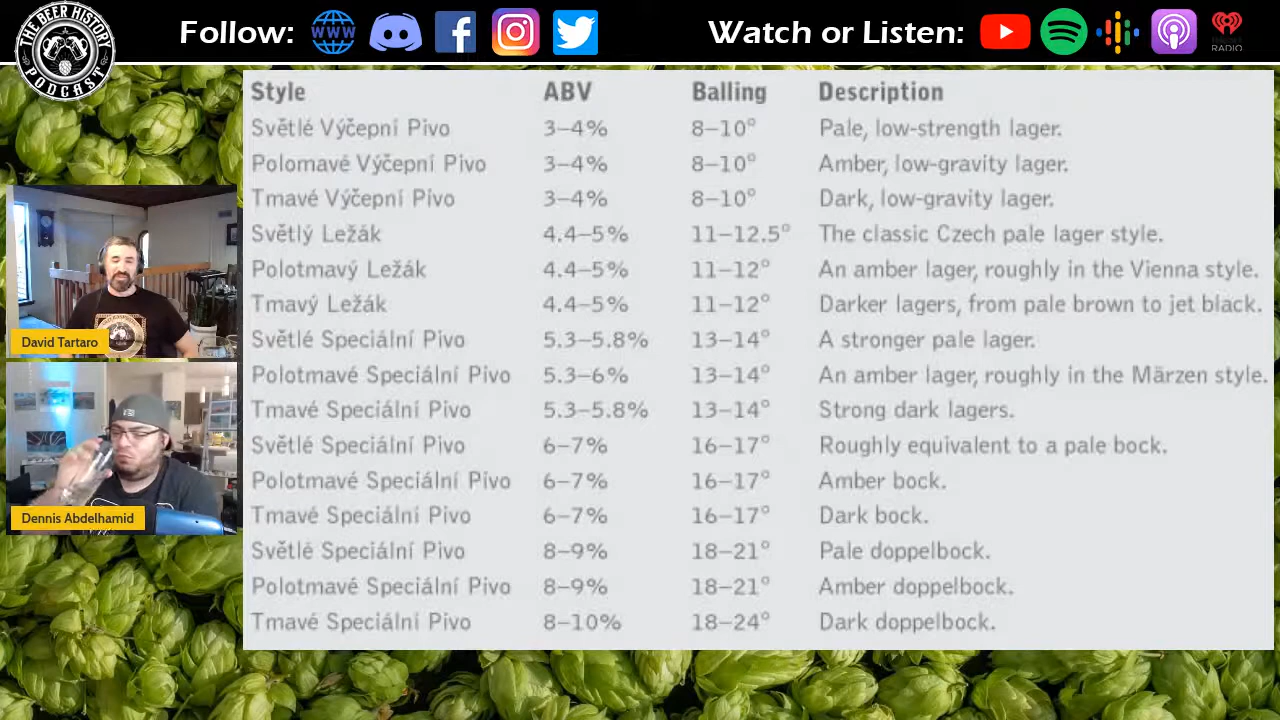 THE BEER HISTORY
PODCAST
Follow:
WWW
Watch or Listen:
iHeart
RADIO
Style ABV Balling Description
Světlé Výčepní Pivo 3–4% 8–10° Pale, low-strength lager.
Polomavé Výčepní Pivo 3–4% 8–10° Amber, low-gravity lager.
Tmavé Výčepní Pivo 3–4% 8–10° Dark, low-gravity lager.
Světlý Ležák 4.4–5% 11–12.5° The classic Czech pale lager style.
Polotmavý Ležák 4.4–5% 11–12° An amber lager, roughly in the Vienna style.
Tmavý Ležák 4.4–5% 11–12° Darker lagers, from pale brown to jet black.
Světlé Speciální Pivo 5.3–5.8% 13–14° A stronger pale lager.
Polotmavé Speciální Pivo 5.3–6% 13–14° An amber lager, roughly in the Märzen style.
Tmavé Speciální Pivo 5.3–5.8% 13–14° Strong dark lagers.
Světlé Speciální Pivo 6–7% 16–17° Roughly equivalent to a pale bock.
Polotmavé Speciální Pivo 6–7% 16–17° Amber bock.
Tmavé Speciální Pivo 6–7% 16–17° Dark bock.
Světlé Speciální Pivo 8–9% 18–21° Pale doppelbock.
Polotmavé Speciální Pivo 8–9% 18–21° Amber doppelbock.
Tmavé Speciální Pivo 8–10% 18–24° Dark doppelbock.
David Tartaro
Dennis Abdelhamid